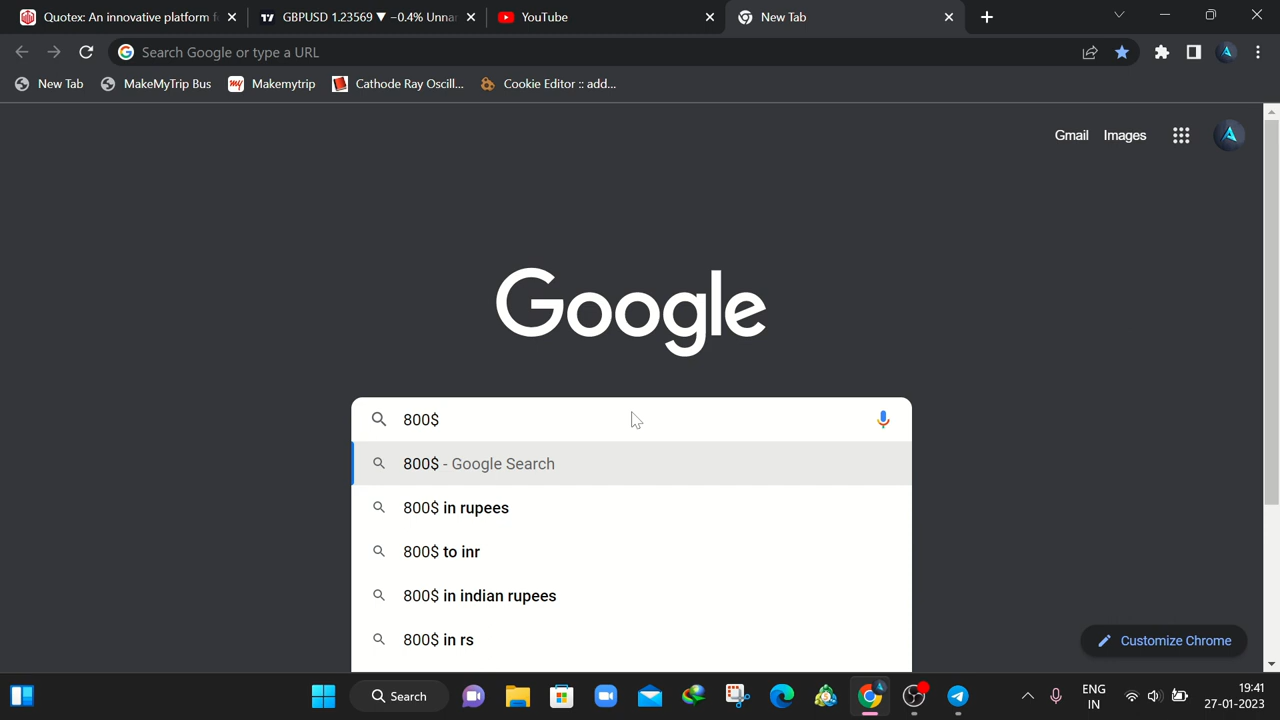 Quotex: An innovative platform f
GBPUSD 1.23569 ▼ −0.4% Unnar
YouTube
New Tab
Search Google or type a URL
New Tab
MakeMyTrip Bus
my
Makemytrip
Cathode Ray Oscill...
Cookie Editor :: add...
Gmail
Images
Google
800$
800$ - Google Search
800$ in rupees
800$ to inr
800$ in indian rupees
800$ in rs
Customize Chrome
Search
ENG
IN
19:41
27-01-2023